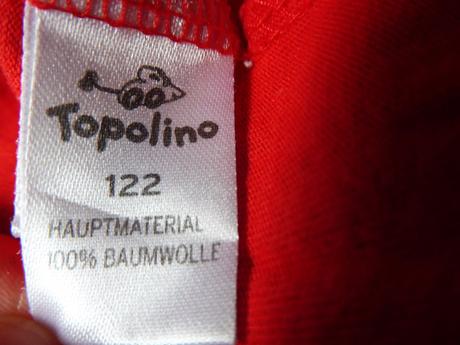 Topolino
122
HAUPTMATERIAL
100% BAUMWOLLE